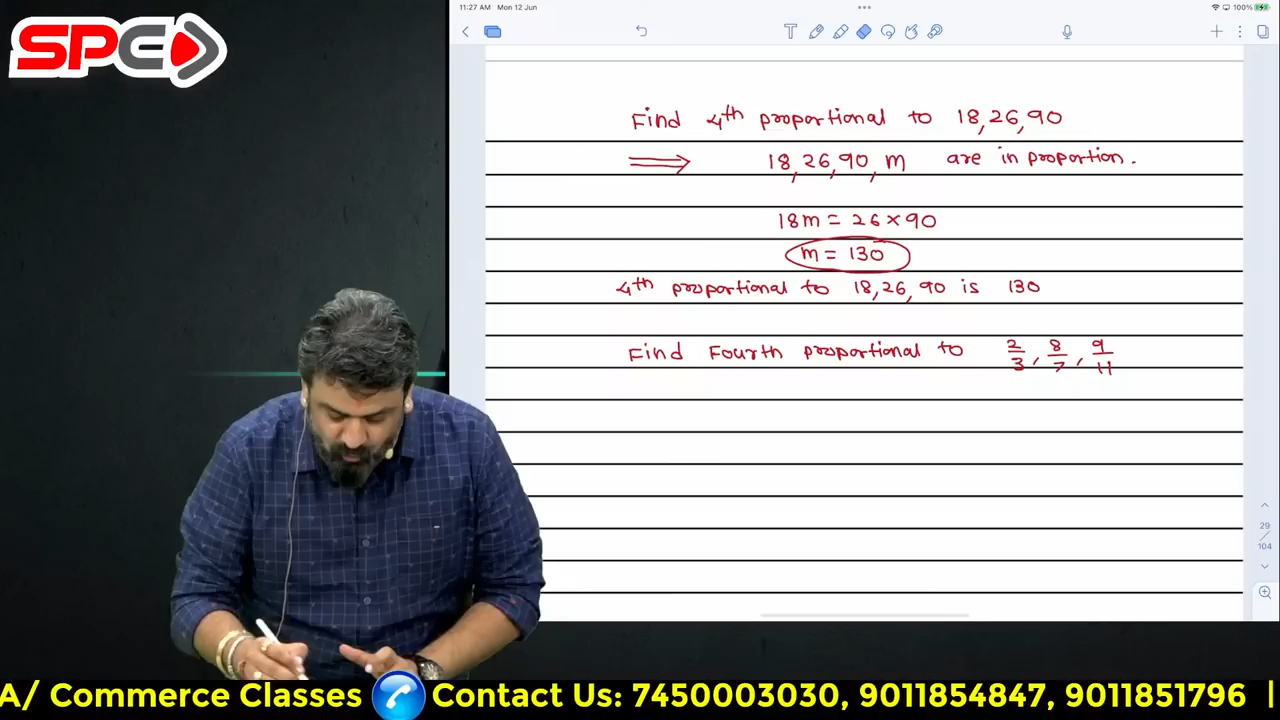 SPC
11:27 AM Mon 12 Jun
100%
T
Find 4th proportional to 18, 26, 90
⟹ 18, 26, 90, m are in proportion.
18m = 26 × 90
m = 130
4th proportional to 18, 26, 90 is 130
Find Fourth proportional to 2/3, 8/7, 9/11
29 / 104
A/ Commerce Classes Contact Us: 7450003030, 9011854847, 9011851796 |